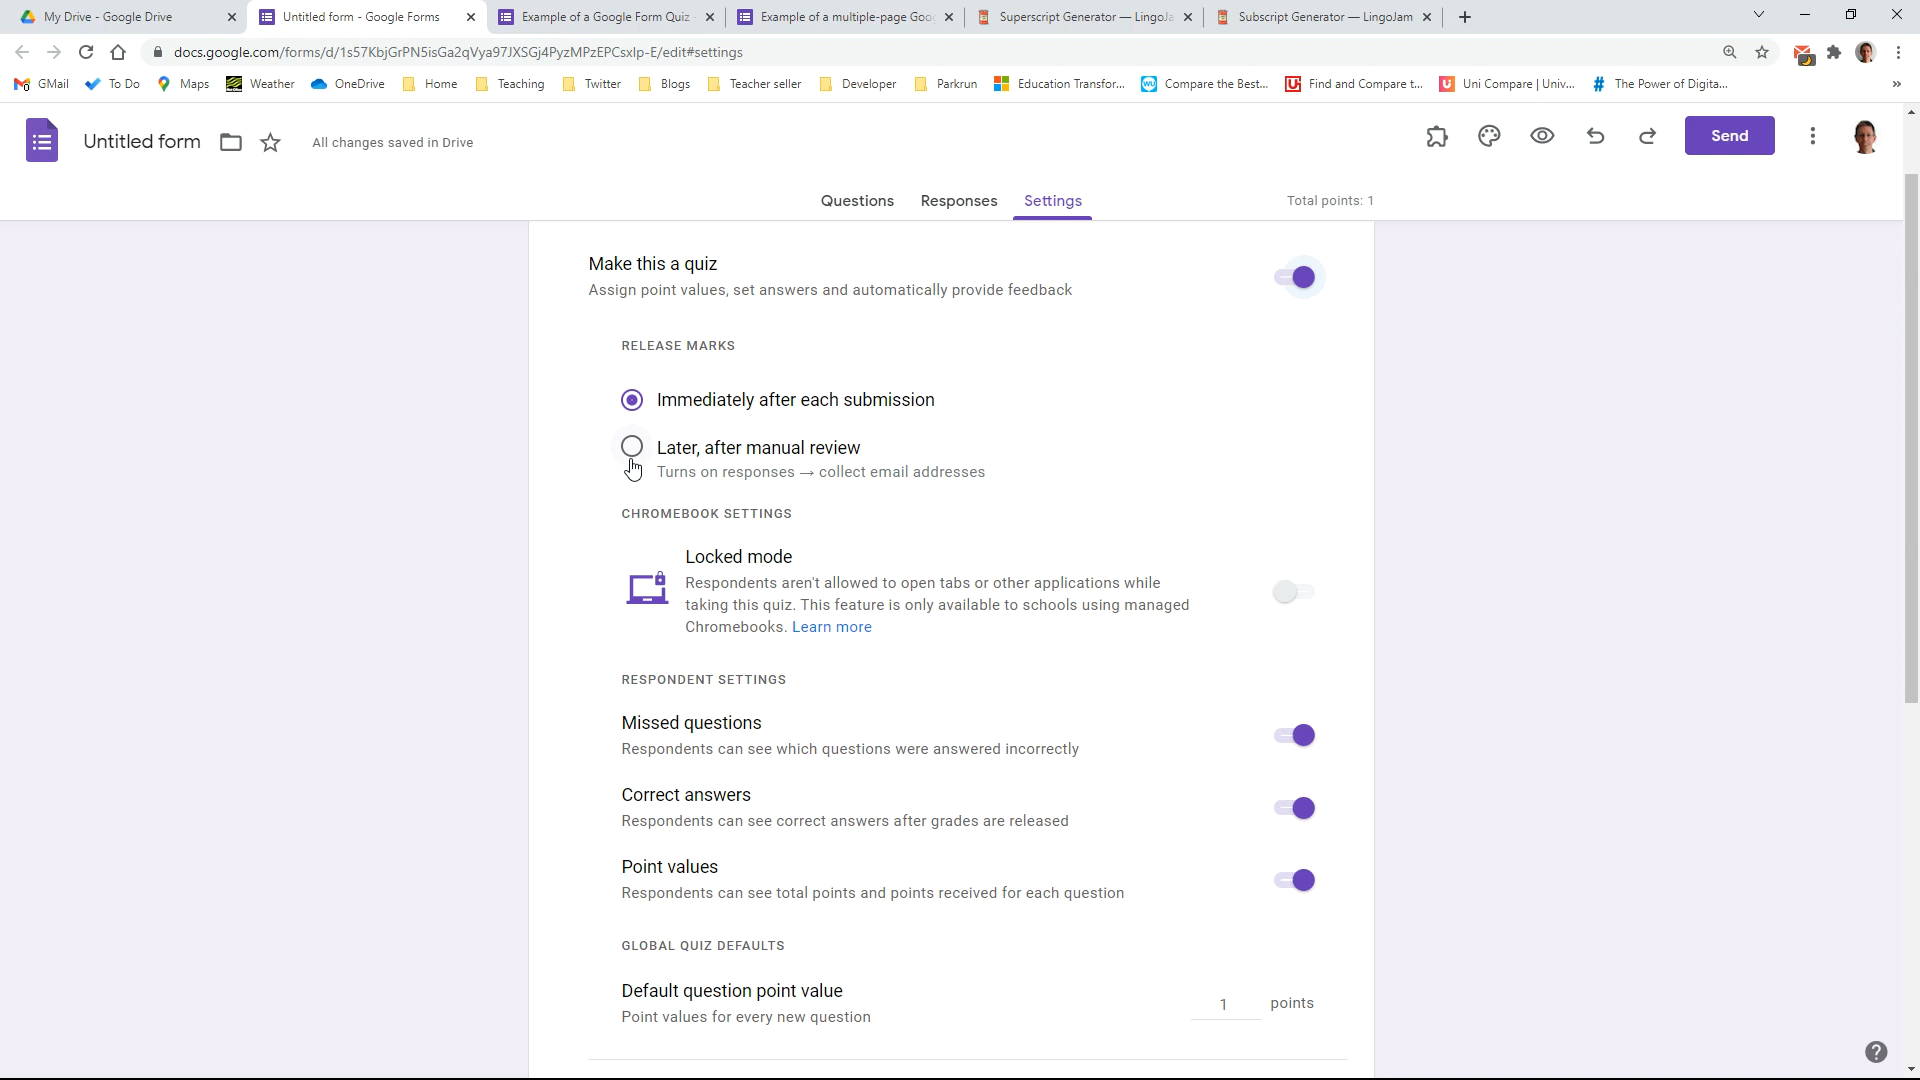 My Drive - Google Drive
Untitled form - Google Forms
Example of a Google Form Quiz
Example of a multiple-page Goo
Superscript Generator — LingoJa
Subscript Generator — LingoJam
docs.google.com/forms/d/1s57KbjGrPN5isGa2qVya97JXSGj4PyzMPzEPCsxlp-E/edit#settings
GMail To Do Maps Weather OneDrive Home Teaching Twitter Blogs Teacher seller Developer Parkrun Education Transfor... Compare the Best... Find and Compare t... Uni Compare | Univ... The Power of Digita... »
Untitled form
All changes saved in Drive
Send
Questions Responses Settings
Total points: 1
Make this a quiz
Assign point values, set answers and automatically provide feedback
RELEASE MARKS
Immediately after each submission
Later, after manual review
Turns on responses → collect email addresses
CHROMEBOOK SETTINGS
Locked mode
Respondents aren't allowed to open tabs or other applications while
taking this quiz. This feature is only available to schools using managed
Chromebooks. Learn more
RESPONDENT SETTINGS
Missed questions
Respondents can see which questions were answered incorrectly
Correct answers
Respondents can see correct answers after grades are released
Point values
Respondents can see total points and points received for each question
GLOBAL QUIZ DEFAULTS
Default question point value
1 points
Point values for every new question